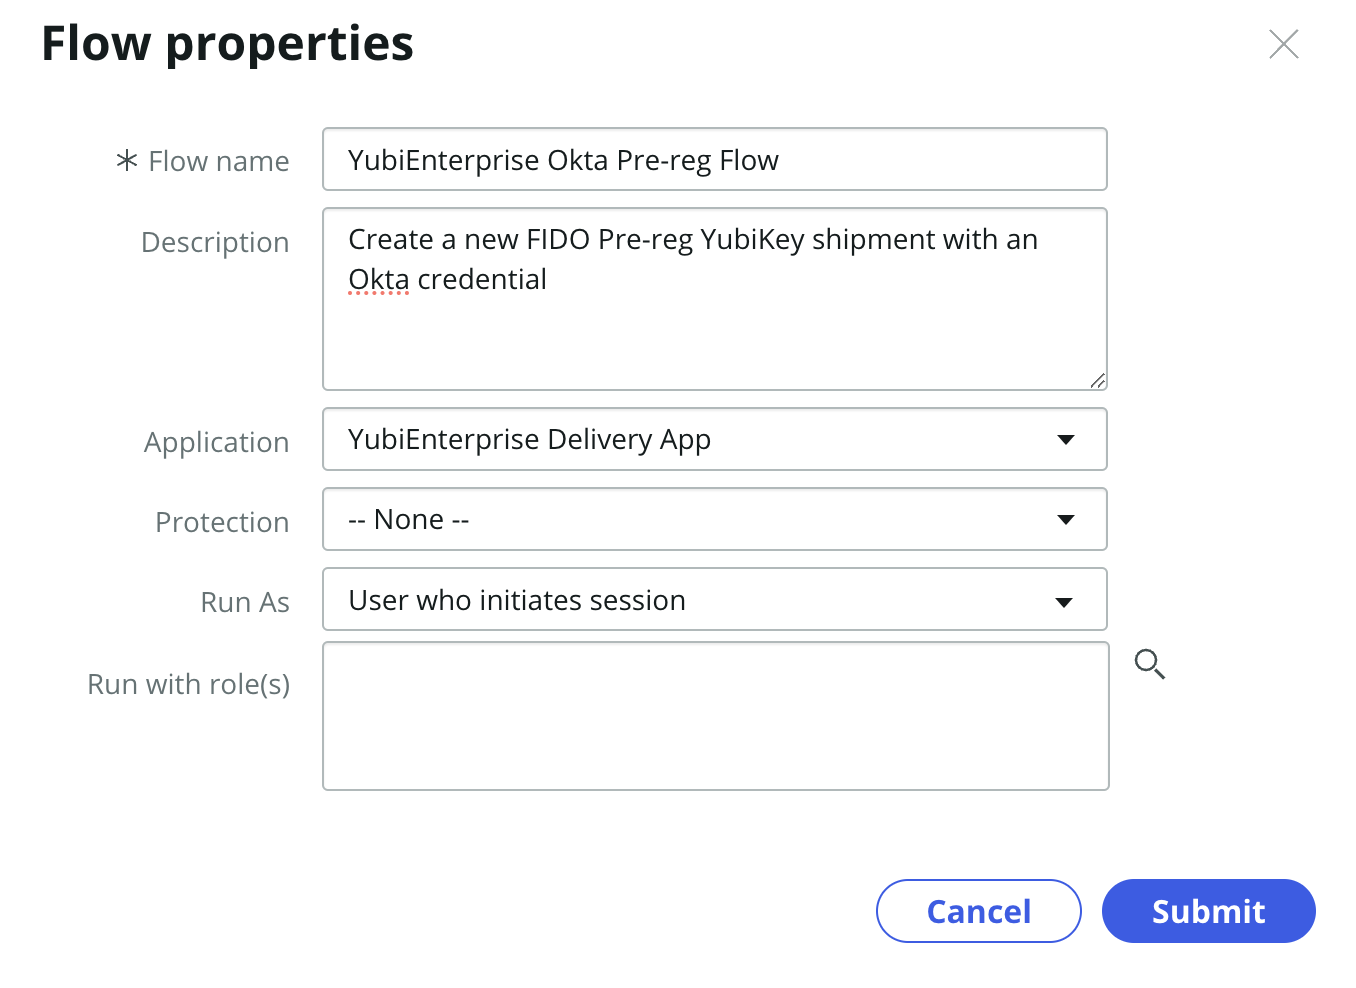 Flow properties
* Flow name
YubiEnterprise Okta Pre-reg Flow
Description
Create a new FIDO Pre-reg YubiKey shipment with an
Okta credential
Application
YubiEnterprise Delivery App
Protection
-- None --
Run As
User who initiates session
Run with role(s)
Cancel
Submit